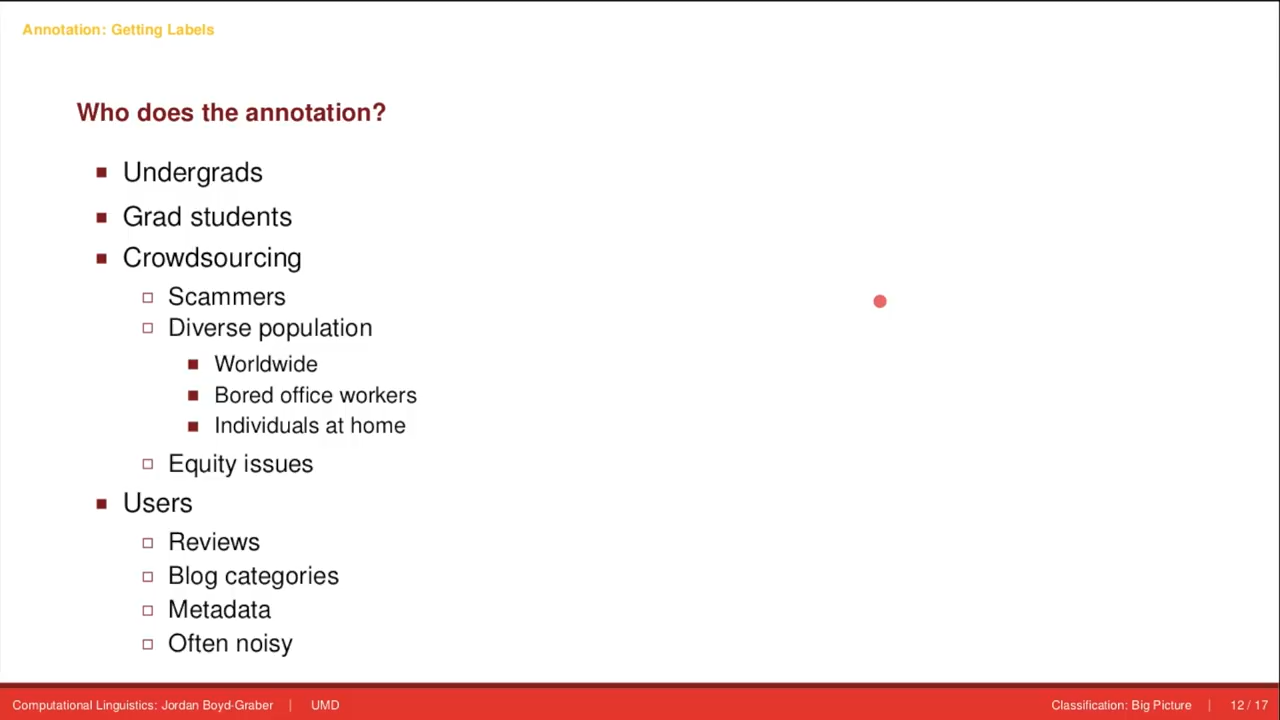 Annotation: Getting Labels
Who does the annotation?
Undergrads
Grad students
Crowdsourcing
Scammers
Diverse population
Worldwide
Bored office workers
Individuals at home
Equity issues
Users
Reviews
Blog categories
Metadata
Often noisy
Computational Linguistics: Jordan Boyd-Graber | UMD Classification: Big Picture | 12 / 17